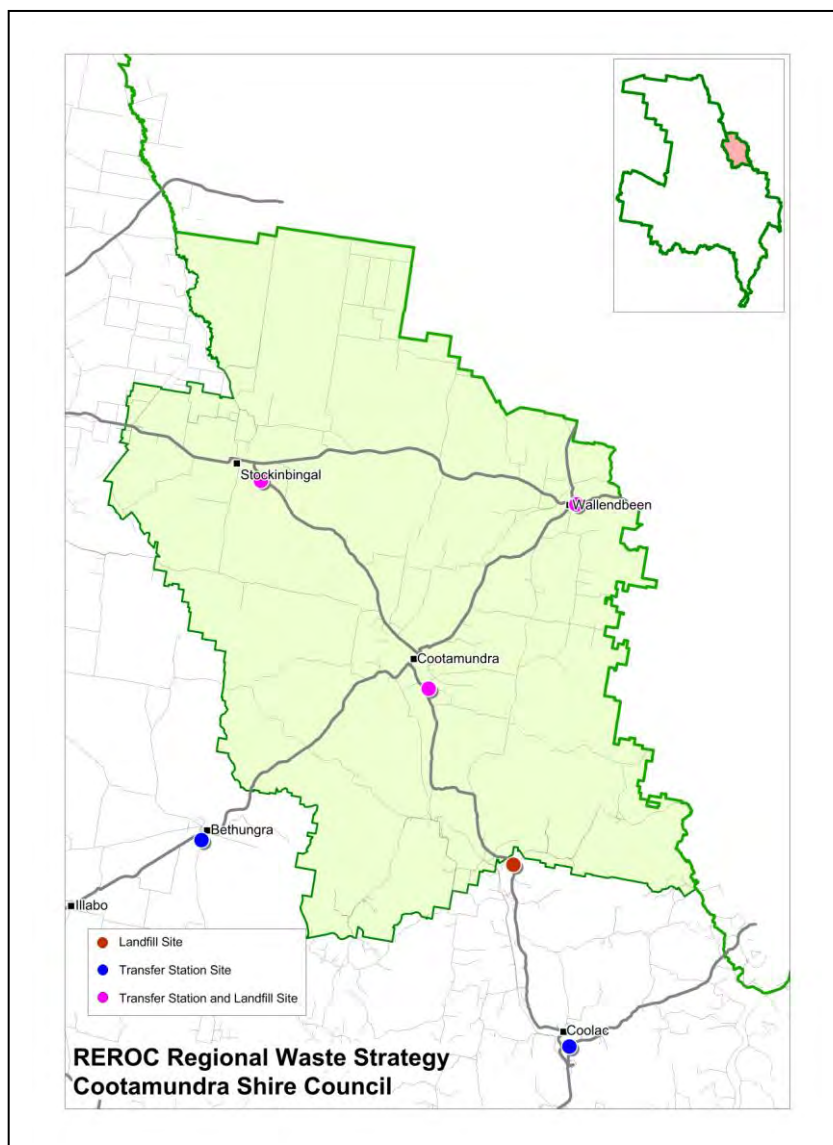 Stockinbingal
Wallendbeen
Cootamundra
Bethungra
Illabo
Landfill Site
Transfer Station Site
Transfer Station and Landfill Site
Coolac
REROC Regional Waste Strategy
Cootamundra Shire Council